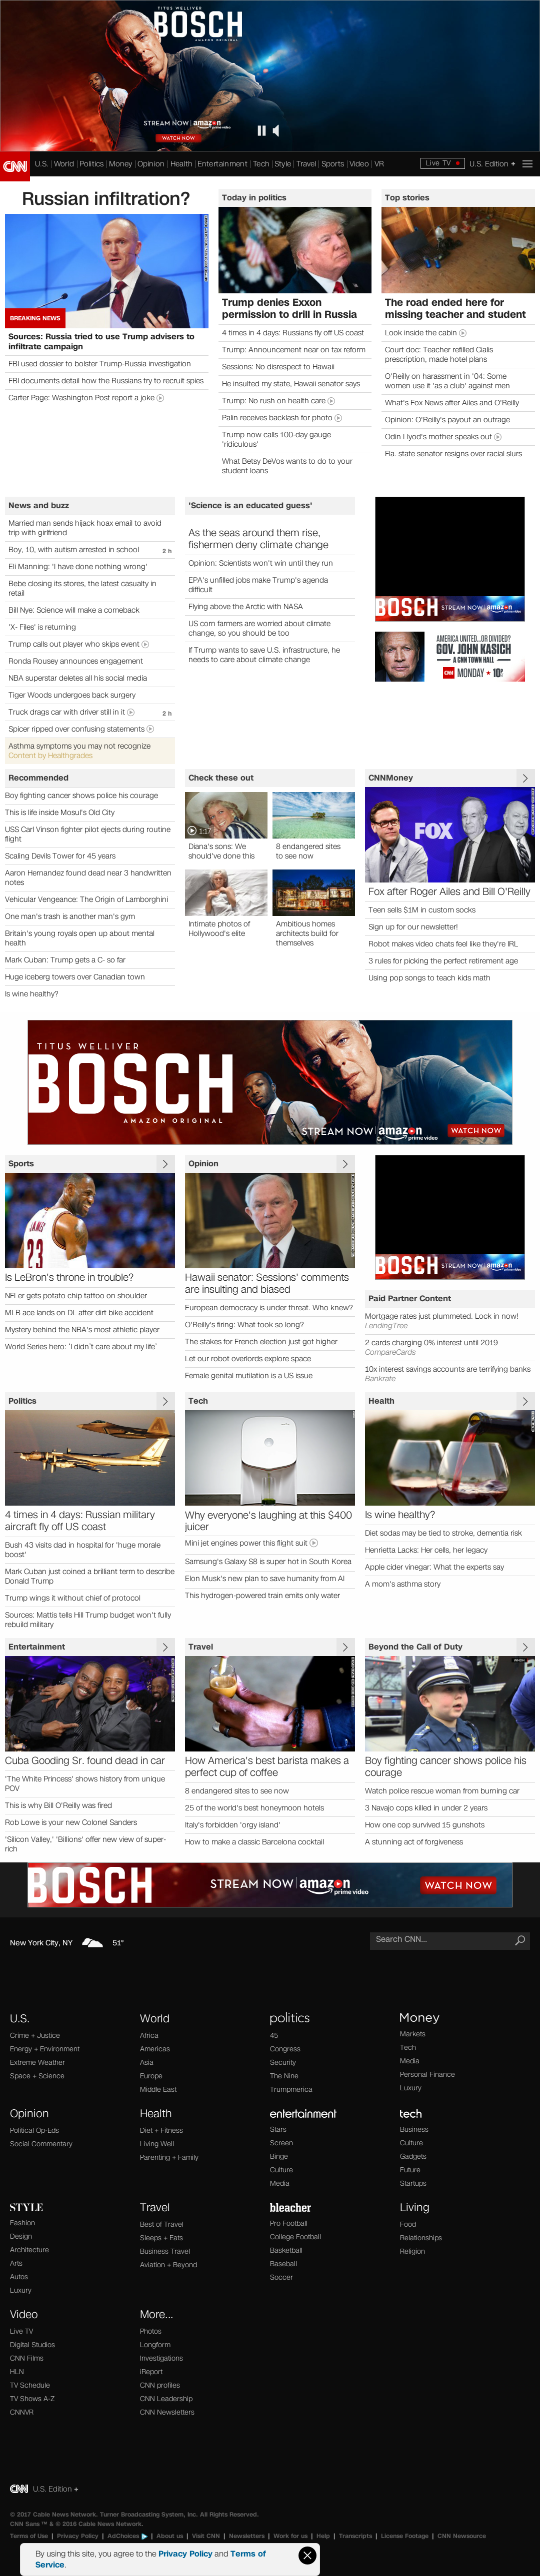 TITUS WELLIVER
BOSCH
AMAZON ORIGINAL
STREAM NOW amazon prime video
WATCH NOW
CNN U.S. World Politics Money Opinion Health Entertainment Tech Style Travel Sports Video VR Live TV U.S. Edition +
Russian infiltration?
BREAKING NEWS
Sources: Russia tried to use Trump advisers to
infiltrate campaign
FBI used dossier to bolster Trump-Russia investigation
FBI documents detail how the Russians try to recruit spies
Carter Page: Washington Post report a joke
Today in politics
Trump denies Exxon
permission to drill in Russia
4 times in 4 days: Russians fly off US coast
Trump: Announcement near on tax reform
Sessions: No disrespect to Hawaii
He insulted my state, Hawaii senator says
Trump: No rush on health care
Palin receives backlash for photo
Trump now calls 100-day gauge
'ridiculous'
What Betsy DeVos wants to do to your
student loans
Top stories
The road ended here for
missing teacher and student
Look inside the cabin
Court doc: Teacher refilled Cialis
prescription, made hotel plans
O'Reilly on harassment in '04: Some
women use it 'as a club' against men
What's Fox News after Ailes and O'Reilly
Opinion: O'Reilly's payout an outrage
Odin Llyod's mother speaks out
Fla. state senator resigns over racial slurs
News and buzz
Married man sends hijack hoax email to avoid
trip with girlfriend
Boy, 10, with autism arrested in school 2 h
Eli Manning: 'I have done nothing wrong'
Bebe closing its stores, the latest casualty in
retail
Bill Nye: Science will make a comeback
'X- Files' is returning
Trump calls out player who skips event
Ronda Rousey announces engagement
NBA superstar deletes all his social media
Tiger Woods undergoes back surgery
Truck drags car with driver still in it 2 h
Spicer ripped over confusing statements
Asthma symptoms you may not recognize
Content by Healthgrades
'Science is an educated guess'
As the seas around them rise,
fishermen deny climate change
Opinion: Scientists won't win until they run
EPA's unfilled jobs make Trump's agenda
difficult
Flying above the Arctic with NASA
US corn farmers are worried about climate
change, so you should be too
If Trump wants to save U.S. infrastructure, he
needs to care about climate change
BOSCH STREAM NOW amazon prime video
AMERICA UNITED...OR DIVIDED?
GOV. JOHN KASICH
A CNN TOWN HALL
CNN MONDAY ★ 10P
Recommended
Boy fighting cancer shows police his courage
This is life inside Mosul's Old City
USS Carl Vinson fighter pilot ejects during routine
flight
Scaling Devils Tower for 45 years
Aaron Hernandez found dead near 3 handwritten
notes
Vehicular Vengeance: The Origin of Lamborghini
One man's trash is another man's gym
Britain's young royals open up about mental
health
Mark Cuban: Trump gets a C- so far
Huge iceberg towers over Canadian town
Is wine healthy?
Check these out
1:17
Diana's sons: We
should've done this
8 endangered sites
to see now
Intimate photos of
Hollywood's elite
Ambitious homes
architects build for
themselves
CNNMoney
FOX
Fox after Roger Ailes and Bill O'Reilly
Teen sells $1M in custom socks
Sign up for our newsletter!
Robot makes video chats feel like they're IRL
3 rules for picking the perfect retirement age
Using pop songs to teach kids math
TITUS WELLIVER
BOSCH
AMAZON ORIGINAL
STREAM NOW amazon prime video WATCH NOW
Sports
23
Is LeBron's throne in trouble?
NFLer gets potato chip tattoo on shoulder
MLB ace lands on DL after dirt bike accident
Mystery behind the NBA's most athletic player
World Series hero: 'I didn't care about my life'
Opinion
Hawaii senator: Sessions' comments
are insulting and biased
European democracy is under threat. Who knew?
O'Reilly's firing: What took so long?
The stakes for French election just got higher
Let our robot overlords explore space
Female genital mutilation is a US issue
BOSCH STREAM NOW amazon prime video
Paid Partner Content
Mortgage rates just plummeted. Lock in now!
LendingTree
2 cards charging 0% interest until 2019
CompareCards
10x interest savings accounts are terrifying banks
Bankrate
Politics
4 times in 4 days: Russian military
aircraft fly off US coast
Bush 43 visits dad in hospital for 'huge morale
boost'
Mark Cuban just coined a brilliant term to describe
Donald Trump
Trump wings it without chief of protocol
Sources: Mattis tells Hill Trump budget won't fully
rebuild military
Tech
Why everyone's laughing at this $400
juicer
Mini jet engines power this flight suit
Samsung's Galaxy S8 is super hot in South Korea
Elon Musk's new plan to save humanity from AI
This hydrogen-powered train emits only water
Health
Is wine healthy?
Diet sodas may be tied to stroke, dementia risk
Henrietta Lacks: Her cells, her legacy
Apple cider vinegar: What the experts say
A mom's asthma story
Entertainment
Cuba Gooding Sr. found dead in car
'The White Princess' shows history from unique
POV
This is why Bill O'Reilly was fired
Rob Lowe is your new Colonel Sanders
'Silicon Valley,' 'Billions' offer new view of super-
rich
Travel
How America's best barista makes a
perfect cup of coffee
8 endangered sites to see now
25 of the world's best honeymoon hotels
Italy's forbidden 'orgy island'
How to make a classic Barcelona cocktail
Beyond the Call of Duty
Boy fighting cancer shows police his
courage
Watch police rescue woman from burning car
3 Navajo cops killed in under 2 years
How one cop survived 15 gunshots
A stunning act of forgiveness
BOSCH STREAM NOW amazon prime video WATCH NOW
New York City, NY 51°
Search CNN...
U.S.
Crime + Justice
Energy + Environment
Extreme Weather
Space + Science
World
Africa
Americas
Asia
Europe
Middle East
politics
45
Congress
Security
The Nine
Trumpmerica
Money
Markets
Tech
Media
Personal Finance
Luxury
Opinion
Political Op-Eds
Social Commentary
Health
Diet + Fitness
Living Well
Parenting + Family
entertainment
Stars
Screen
Binge
Culture
Media
tech
Business
Culture
Gadgets
Future
Startups
STYLE
Fashion
Design
Architecture
Arts
Autos
Luxury
Travel
Best of Travel
Sleeps + Eats
Business Travel
Aviation + Beyond
bleacher
Pro Football
College Football
Basketball
Baseball
Soccer
Living
Food
Relationships
Religion
Video
Live TV
Digital Studios
CNN Films
HLN
TV Schedule
TV Shows A-Z
CNNVR
More...
Photos
Longform
Investigations
iReport
CNN profiles
CNN Leadership
CNN Newsletters
CNN U.S. Edition +
© 2017 Cable News Network. Turner Broadcasting System, Inc. All Rights Reserved.
CNN Sans ™ & © 2016 Cable News Network.
Terms of Use | Privacy Policy | AdChoices | About us | Visit CNN | Newsletters | Work for us | Help | Transcripts | License Footage | CNN Newsource
By using this site, you agree to the Privacy Policy and Terms of
Service.